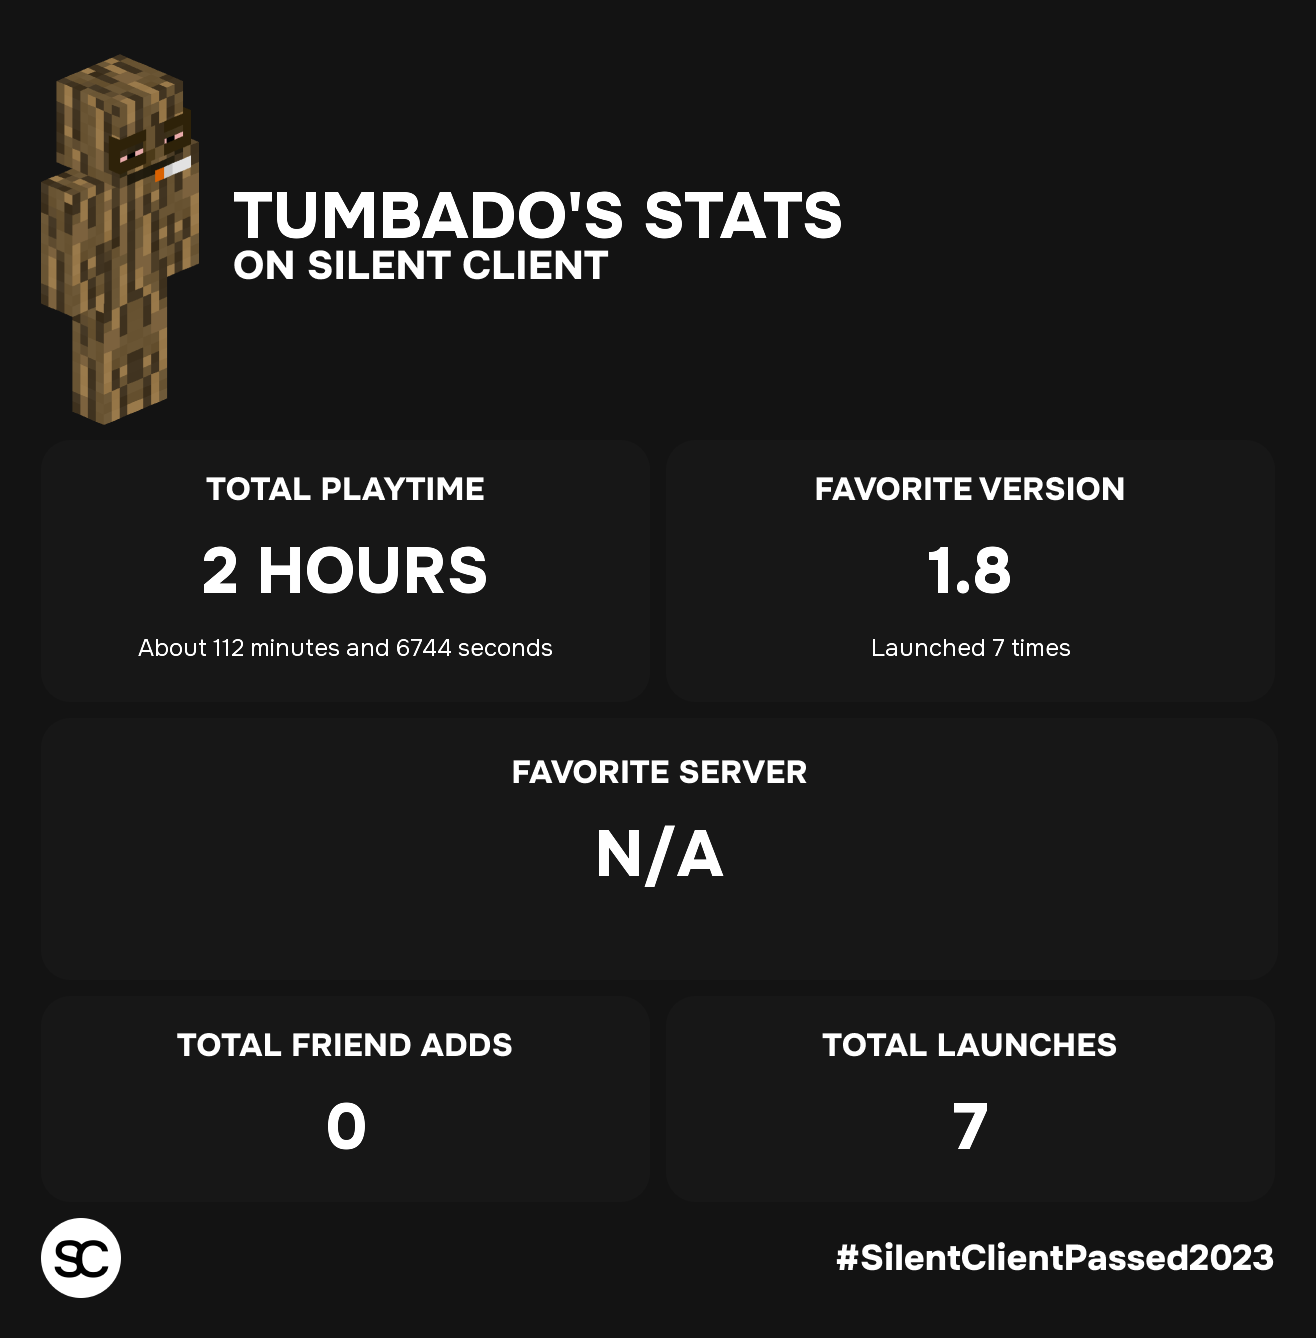 TUMBADO'S STATS
ON SILENT CLIENT
TOTAL PLAYTIME
2 HOURS
About 112 minutes and 6744 seconds
FAVORITE VERSION
1.8
Launched 7 times
FAVORITE SERVER
N/A
TOTAL FRIEND ADDS
0
TOTAL LAUNCHES
7
SC
#SilentClientPassed2023